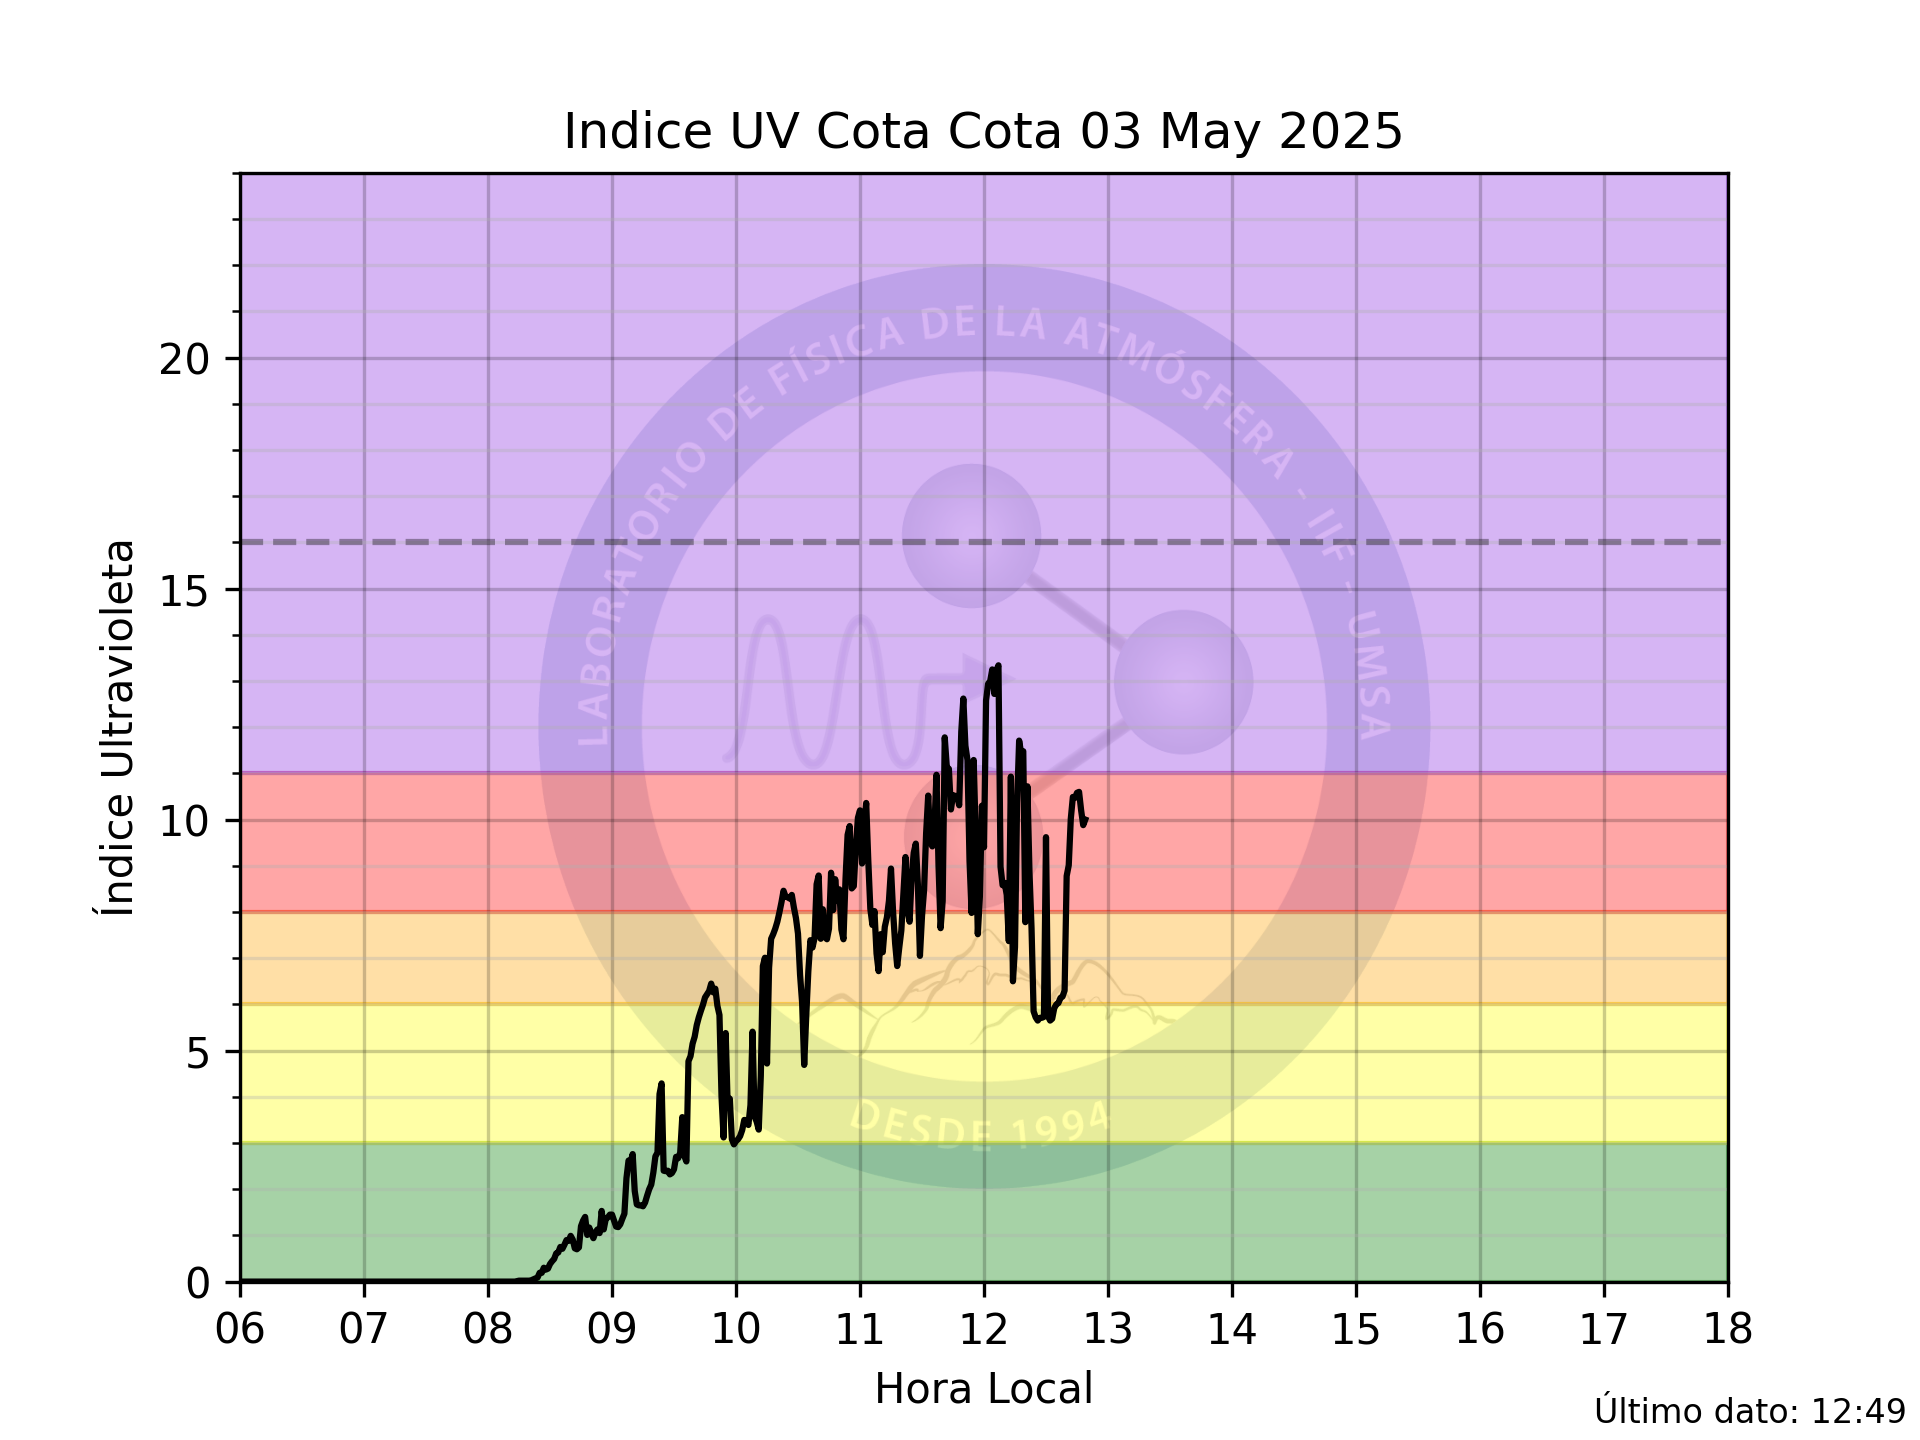 Indice UV Cota Cota 03 May 2025
LABORATORIO DE FÍSICA DE LA ATMÓSFERA - IIF - UMSA
DESDE 1994
Índice Ultravioleta
20
15
10
5
0
06 07 08 09 10 11 12 13 14 15 16 17 18
Hora Local
Último dato: 12:49